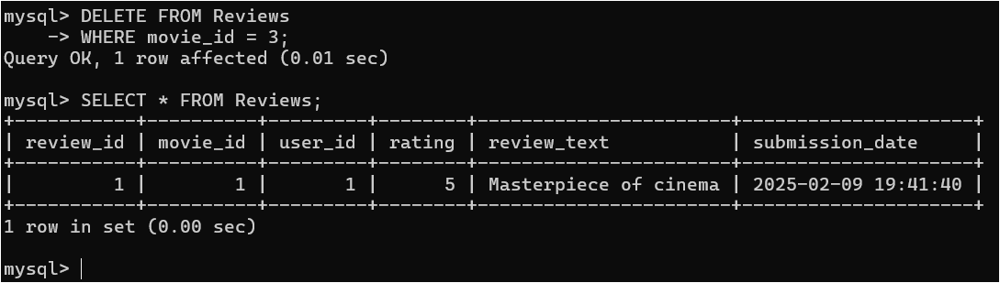 mysql> DELETE FROM Reviews
    -> WHERE movie_id = 3;
Query OK, 1 row affected (0.01 sec)

mysql> SELECT * FROM Reviews;
+-----------+----------+---------+--------+-----------------------+---------------------+
| review_id | movie_id | user_id | rating | review_text           | submission_date     |
+-----------+----------+---------+--------+-----------------------+---------------------+
|         1 |        1 |       1 |      5 | Masterpiece of cinema | 2025-02-09 19:41:40 |
+-----------+----------+---------+--------+-----------------------+---------------------+
1 row in set (0.00 sec)

mysql>